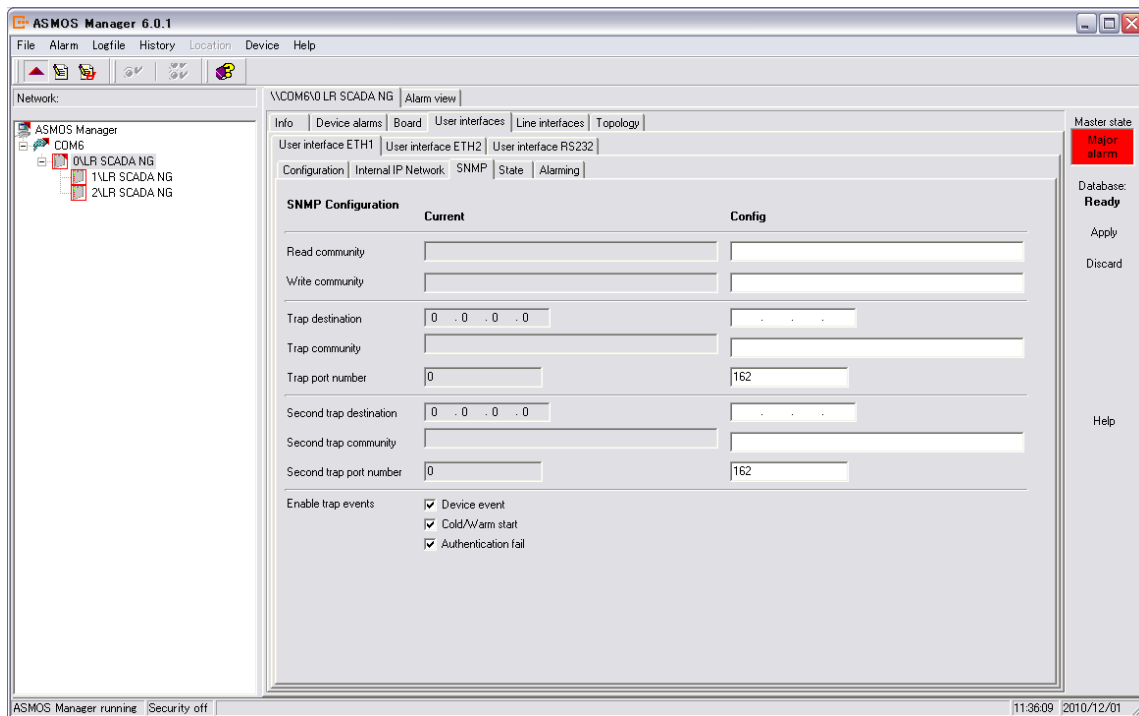 ASMOS Manager 6.0.1
File Alarm Logfile History Location Device Help
Network:
ASMOS Manager
COM6
0\LR SCADA NG
1\LR SCADA NG
2\LR SCADA NG
\\COM6\0 LR SCADA NG Alarm view
Info Device alarms Board User interfaces Line interfaces Topology
User interface ETH1 User interface ETH2 User interface RS232
Configuration Internal IP Network SNMP State Alarming
SNMP Configuration
Current Config
Read community
Write community
Trap destination 0 . 0 . 0 . 0 . . .
Trap community
Trap port number 0 162
Second trap destination 0 . 0 . 0 . 0 . . .
Second trap community
Second trap port number 0 162
Enable trap events Device event
Cold/Warm start
Authentication fail
Master state
Major
alarm
Database:
Ready
Apply
Discard
Help
ASMOS Manager running Security off 11:36:09 2010/12/01